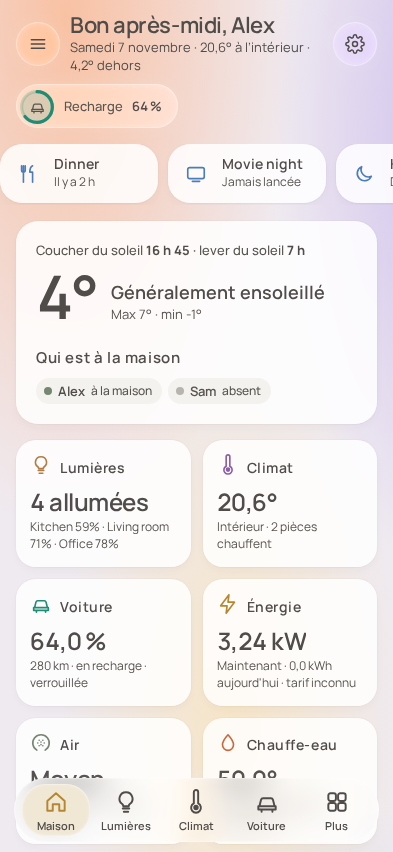 Bon après-midi, Alex
Samedi 7 novembre · 20,6° à l'intérieur ·
4,2° dehors
Recharge 64 %
Dinner
Il y a 2 h
Movie night
Jamais lancée
Coucher du soleil 16 h 45 · lever du soleil 7 h
4°
Généralement ensoleillé
Max 7° · min -1°
Qui est à la maison
Alex à la maison
Sam absent
Lumières
4 allumées
Kitchen 59% · Living room
71% · Office 78%
Climat
20,6°
Intérieur · 2 pièces
chauffent
Voiture
64,0 %
280 km · en recharge ·
verrouillée
Énergie
3,24 kW
Maintenant · 0,0 kWh
aujourd'hui · tarif inconnu
Air
Moyen
Chauffe-eau
Maison
Lumières
Climat
Voiture
Plus